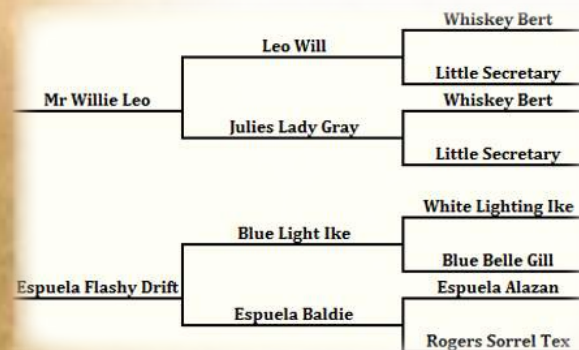 Whiskey Bert
Leo Will
Little Secretary
Mr Willie Leo
Whiskey Bert
Julies Lady Gray
Little Secretary
White Lighting Ike
Blue Light Ike
Blue Belle Gill
Espuela Flashy Drift
Espuela Alazan
Espuela Baldie
Rogers Sorrel Tex